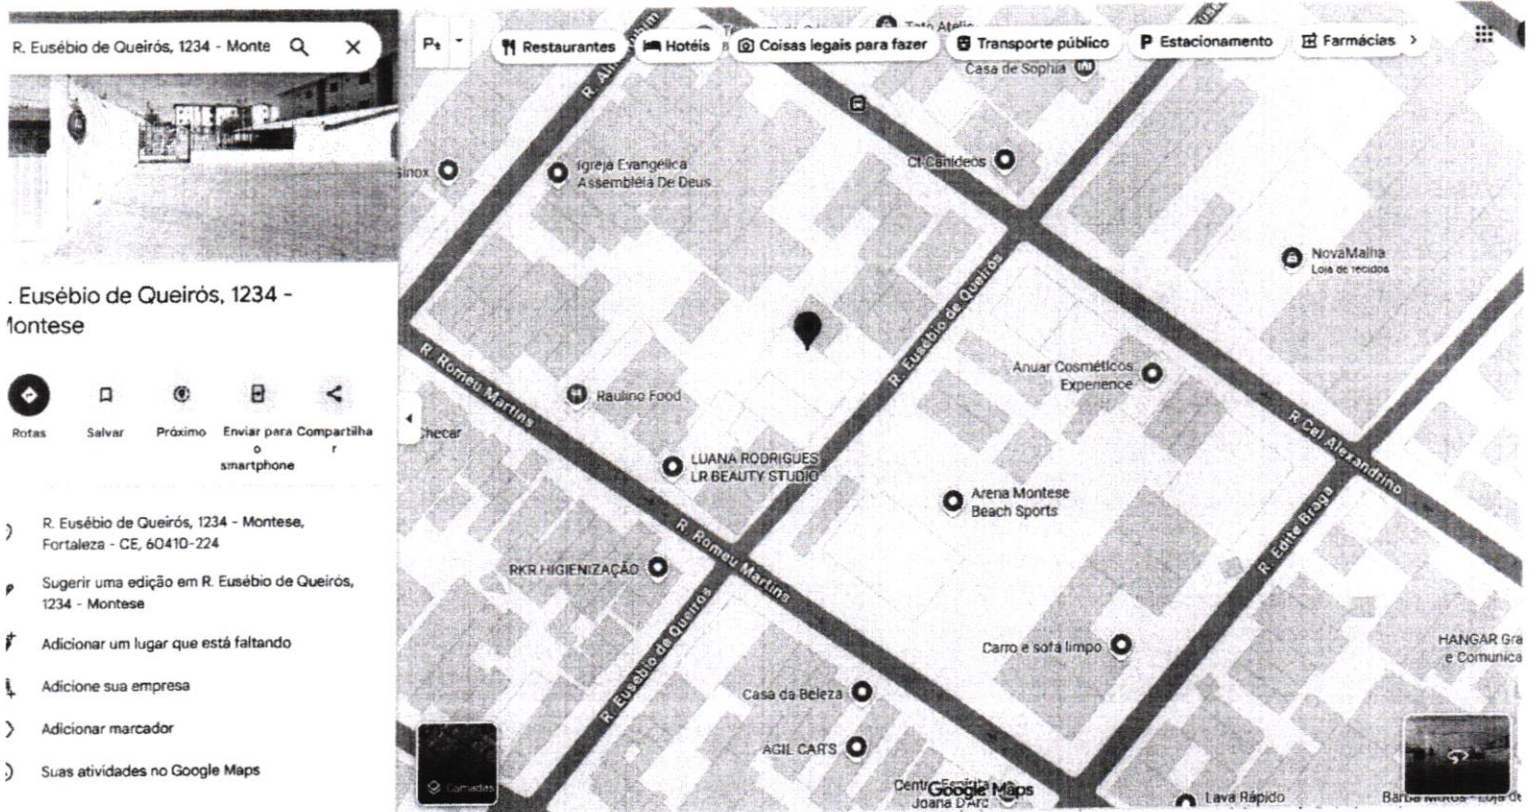 R. Eusébio de Queirós, 1234 - Monte
. Eusébio de Queirós, 1234 -
Montese
Rotas
Salvar
Próximo
Enviar para
o
smartphone
Compartilha
r
R. Eusébio de Queirós, 1234 - Montese,
Fortaleza - CE, 60410-224
Sugerir uma edição em R. Eusébio de Queirós,
1234 - Montese
Adicionar um lugar que está faltando
Adicione sua empresa
Adicionar marcador
Suas atividades no Google Maps
Restaurantes
Hotéis
Coisas legais para fazer
Transporte público
Estacionamento
Farmácias
Casa de Sophia
Igreja Evangélica
Assembléia De Deus
Ct Canideos
NovaMalha
Loja de tecidos
R. Eusébio de Queirós
Anuar Cosméticos
Experience
R. Romeu Martins
Raulino Food
Checar
LUANA RODRIGUES
LR BEAUTY STUDIO
R Cel Alexandrino
Arena Montese
Beach Sports
R. Edite Braga
R. Romeu Martins
RKR HIGIENIZAÇÃO
R. Eusébio de Queirós
Carro e sofá limpo
HANGAR Gra
e Comunica
Casa da Beleza
AGIL CAR'S
Camadas
Centro Espírita
Joana D'Arc
Google Maps
Lava Rápido